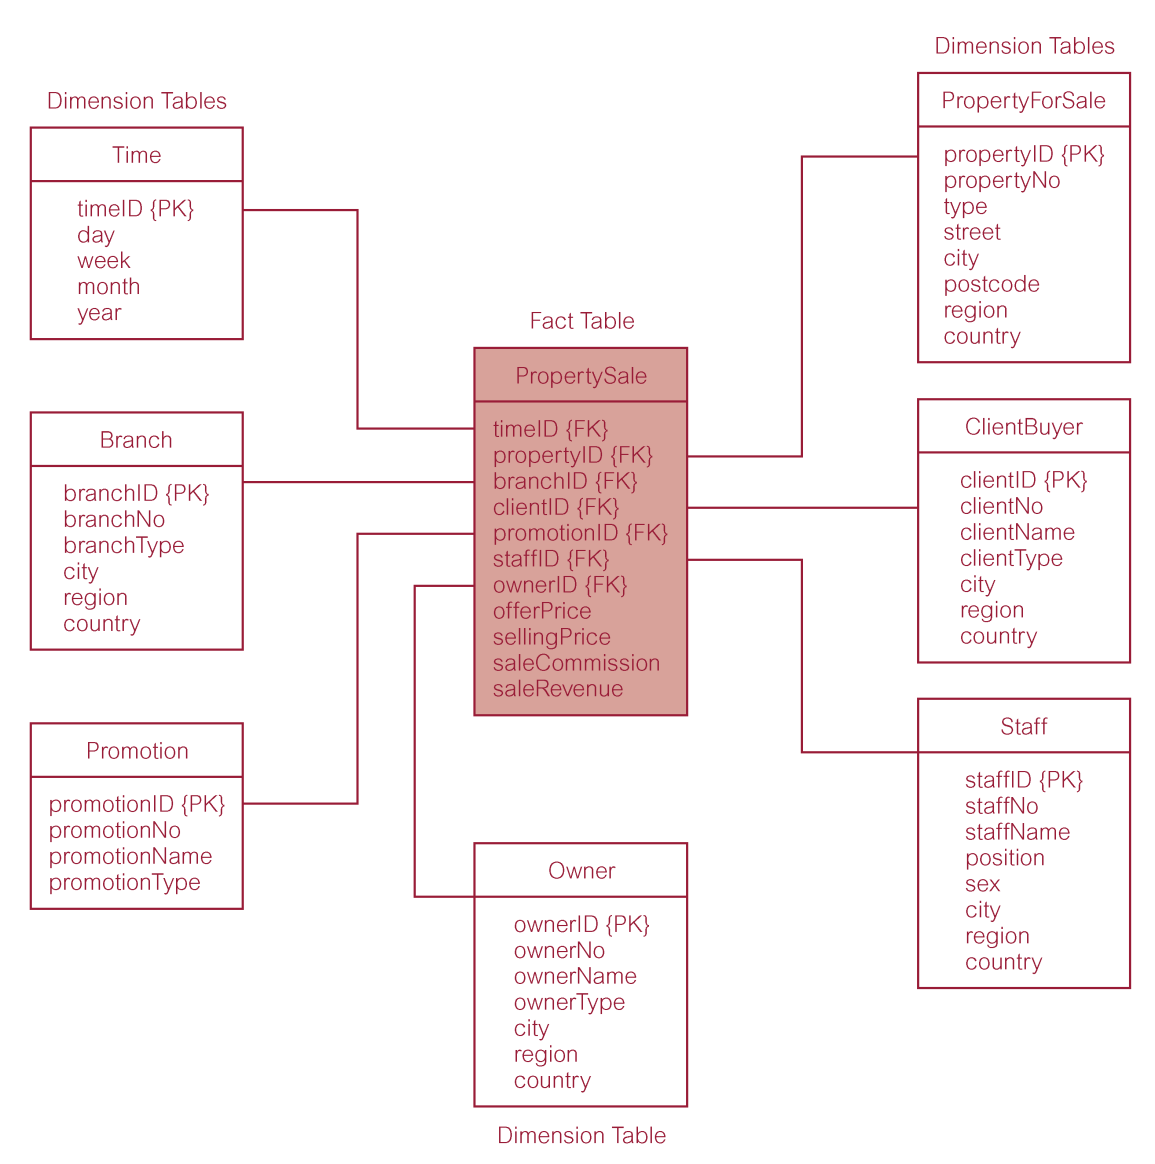 Dimension Tables
Time
timeID {PK}
day
week
month
year
Branch
branchID {PK}
branchNo
branchType
city
region
country
Promotion
promotionID {PK}
promotionNo
promotionName
promotionType
Fact Table
PropertySale
timeID {FK}
propertyID {FK}
branchID {FK}
clientID {FK}
promotionID {FK}
staffID {FK}
ownerID {FK}
offerPrice
sellingPrice
saleCommission
saleRevenue
Owner
ownerID {PK}
ownerNo
ownerName
ownerType
city
region
country
Dimension Table
Dimension Tables
PropertyForSale
propertyID {PK}
propertyNo
type
street
city
postcode
region
country
ClientBuyer
clientID {PK}
clientNo
clientName
clientType
city
region
country
Staff
staffID {PK}
staffNo
staffName
position
sex
city
region
country